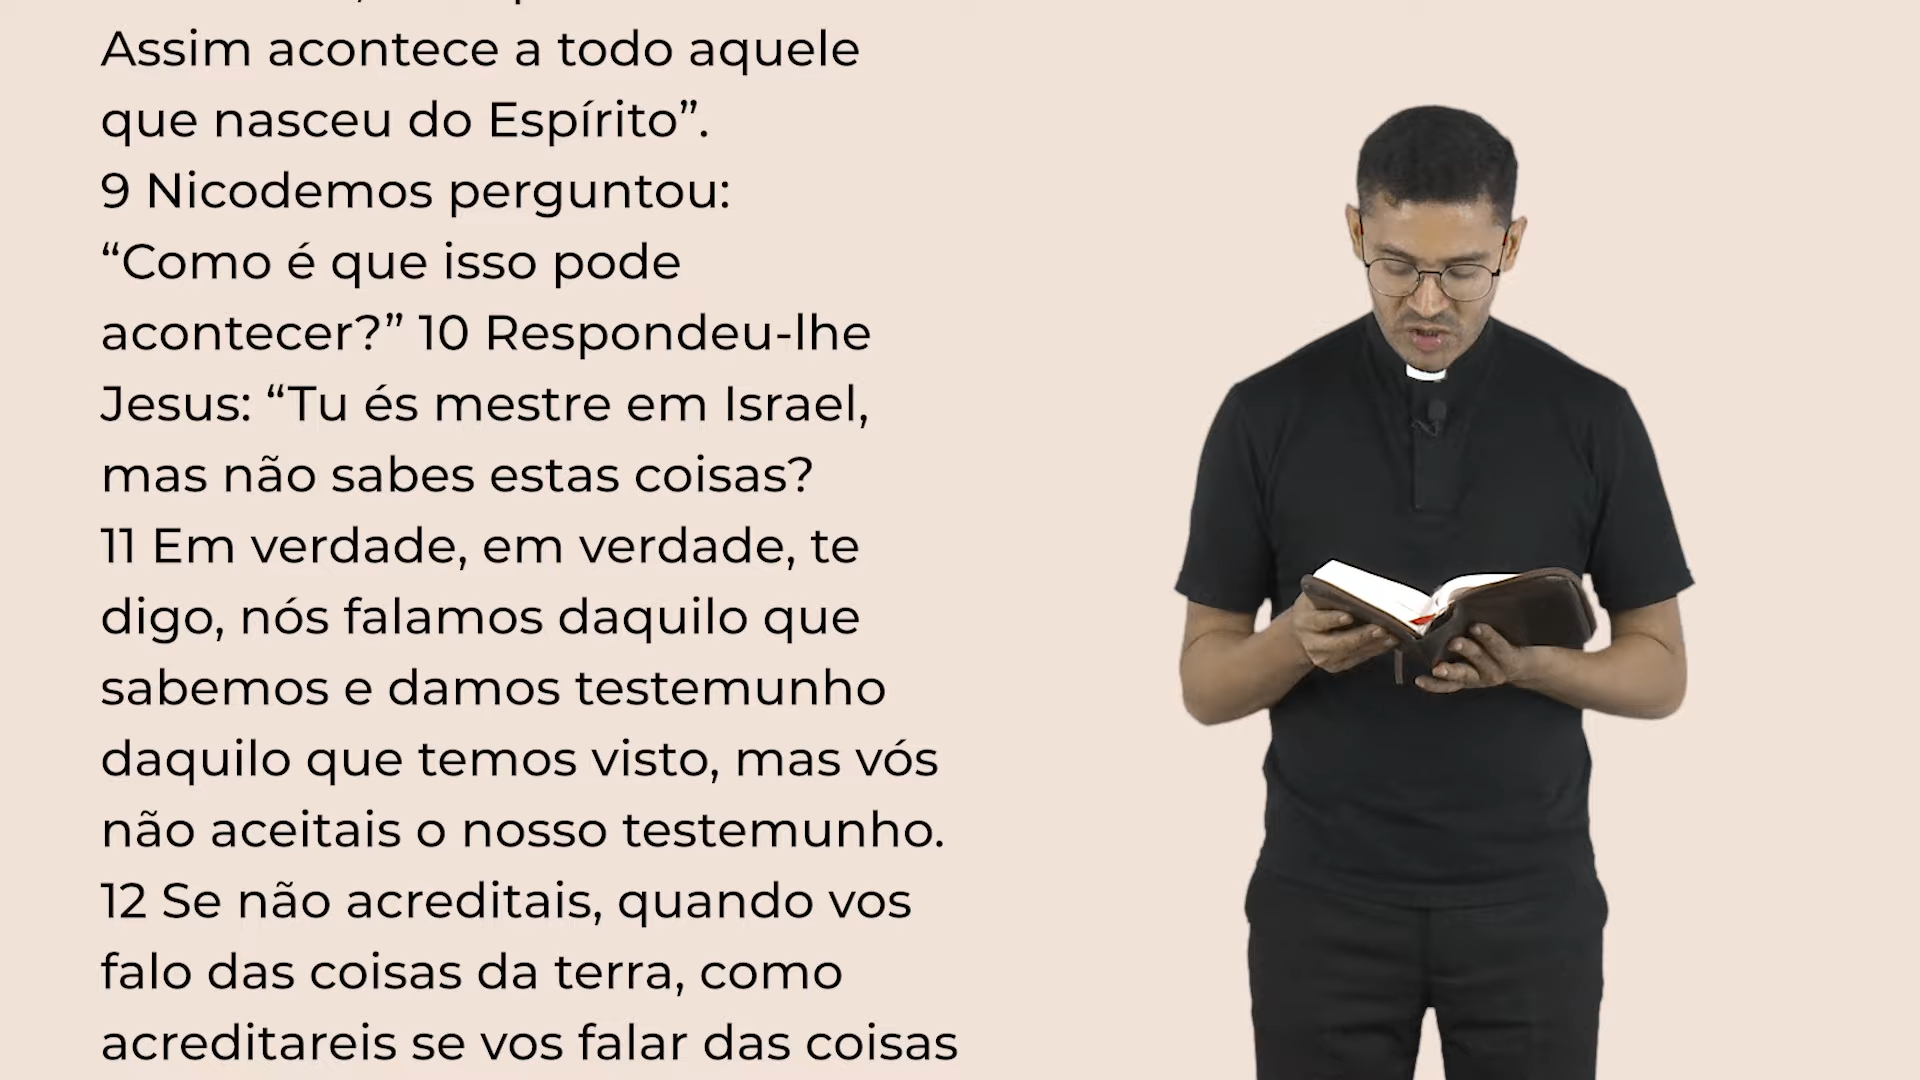 Assim acontece a todo aquele
que nasceu do Espírito”.
9 Nicodemos perguntou:
“Como é que isso pode
acontecer?” 10 Respondeu-lhe
Jesus: “Tu és mestre em Israel,
mas não sabes estas coisas?
11 Em verdade, em verdade, te
digo, nós falamos daquilo que
sabemos e damos testemunho
daquilo que temos visto, mas vós
não aceitais o nosso testemunho.
12 Se não acreditais, quando vos
falo das coisas da terra, como
acreditareis se vos falar das coisas